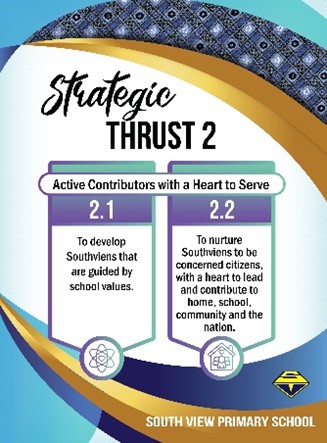 Strategic
THRUST 2
Active Contributors with a Heart to Serve
2.1
To develop
Southviens that
are guided by
school values.
2.2
To nurture
Southviens to be
concerned citizens,
with a heart to lead
and contribute to
home, school,
community and the
nation.
SOUTH VIEW PRIMARY SCHOOL